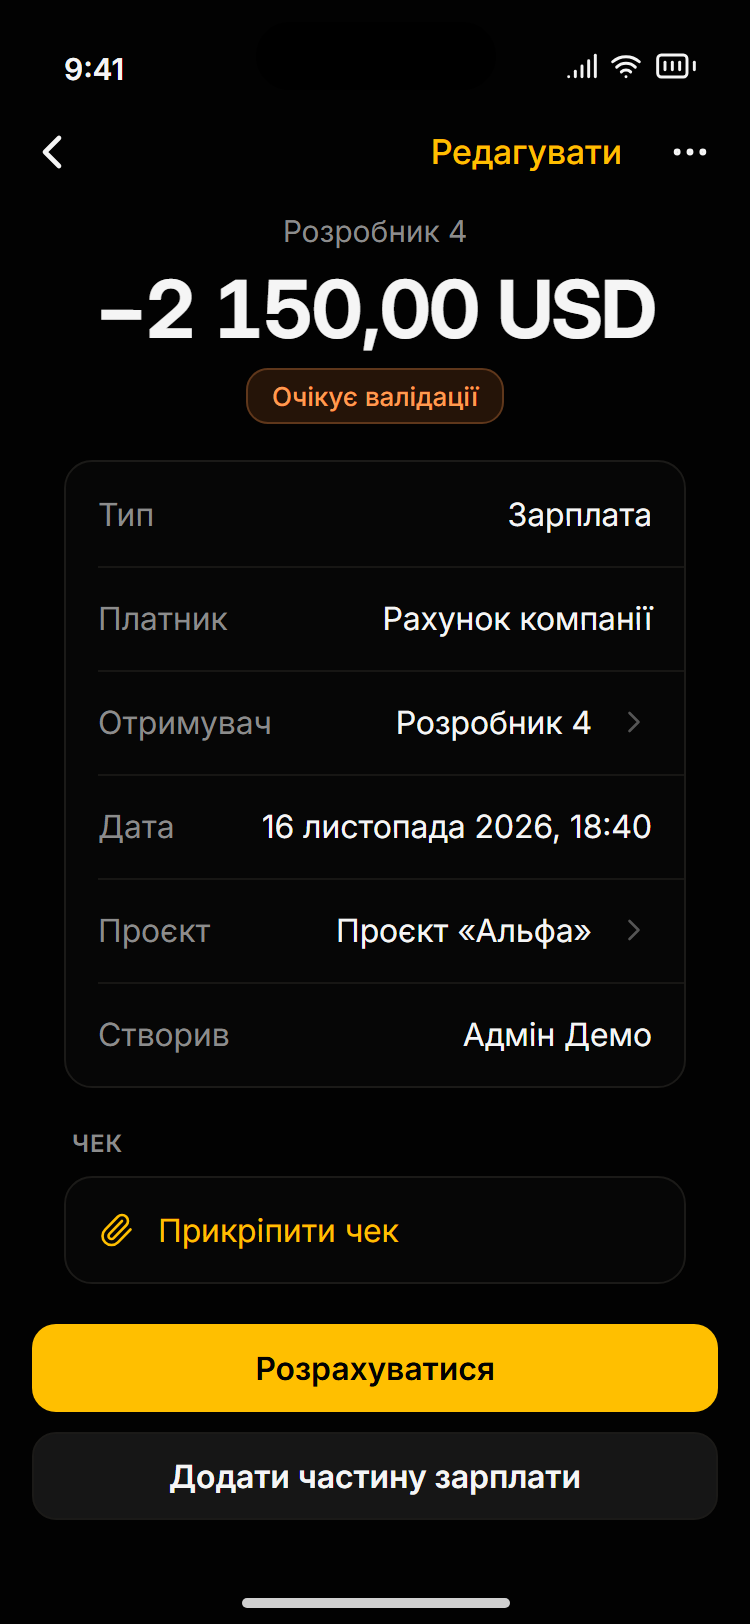 9:41
Редагувати
Розробник 4
−2 150,00 USD
Очікує валідації
Тип Зарплата
Платник Рахунок компанії
Отримувач Розробник 4
Дата 16 листопада 2026, 18:40
Проєкт Проєкт «Альфа»
Створив Адмін Демо
ЧЕК
Прикріпити чек
Розрахуватися
Додати частину зарплати